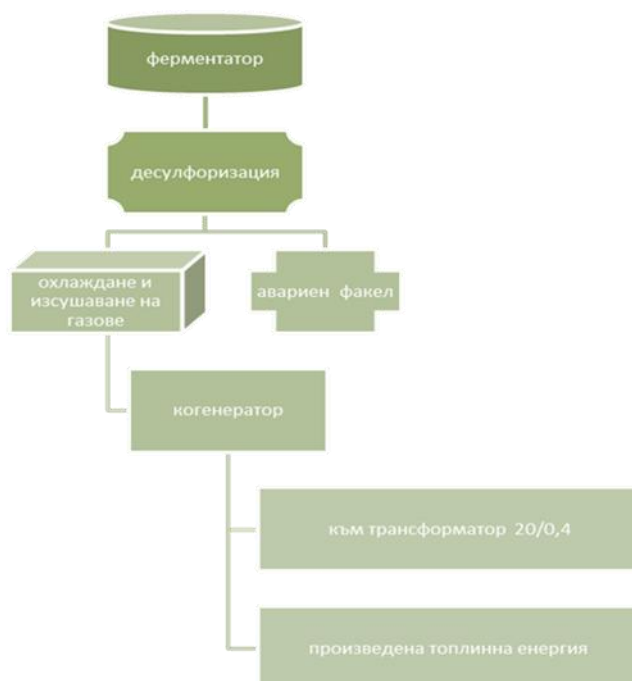 ферментатор
десулфоризация
охлаждане и
изсушаване на
газове
авариен факел
когенератор
към трансформатор 20/0,4
произведена топлинна енергия